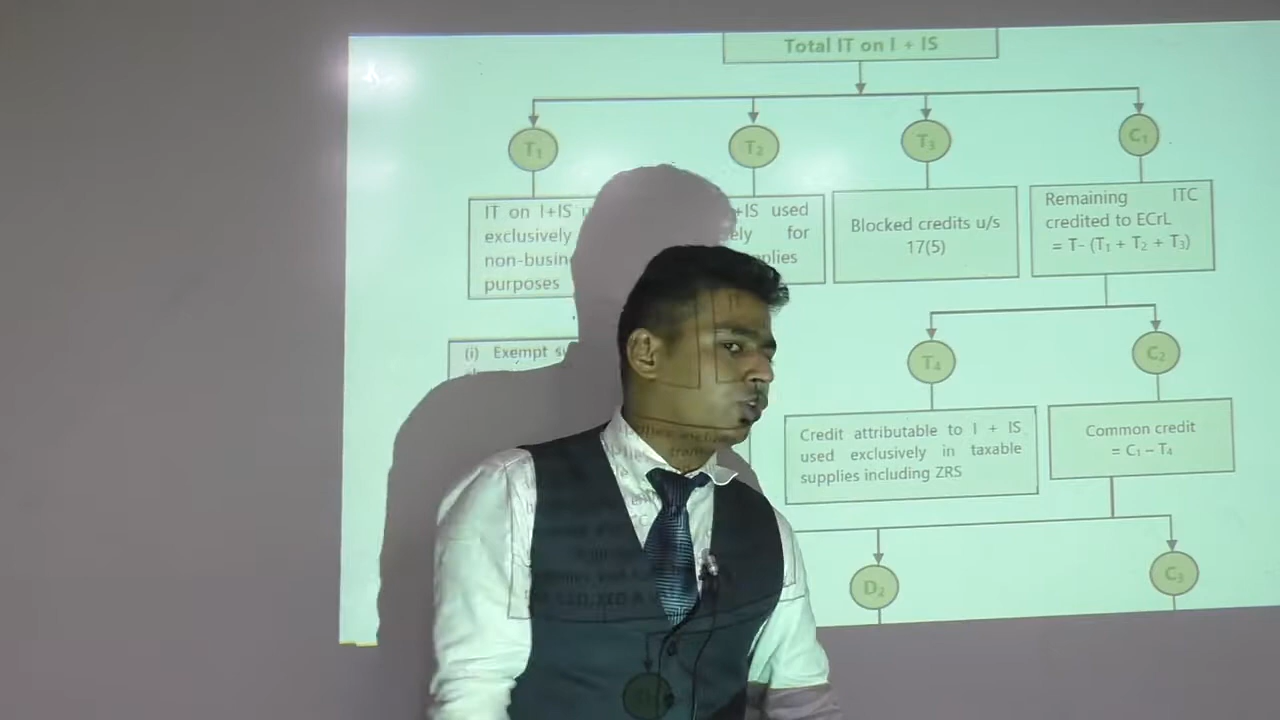 Total IT on I + IS
T₁
T₂
T₃
C₁
IT on I+IS
exclusively
non-busin
purposes
+IS used
ely for
pplies
Blocked credits u/s
17(5)
Remaining ITC
credited to ECrL
= T- (T₁ + T₂ + T₃)
(i) Exempt
T₄
C₂
Credit attributable to I + IS
used exclusively in taxable
supplies including ZRS
Common credit
= C₁ – T₄
D₂
C₃